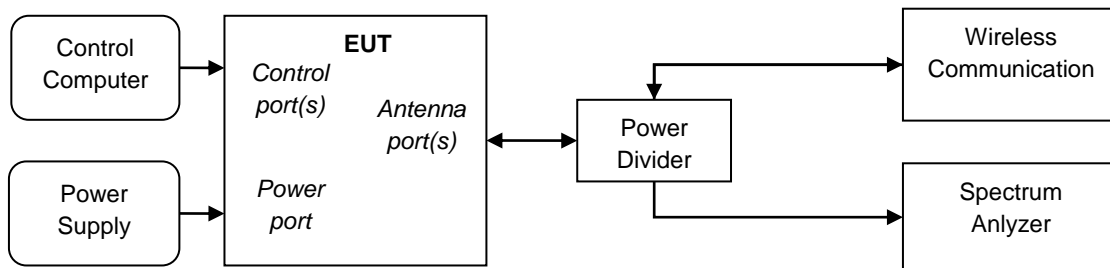 Control
Computer
Power
Supply
EUT
Control
port(s)
Antenna
port(s)
Power
port
Power
Divider
Wireless
Communication
Spectrum
Anlyzer